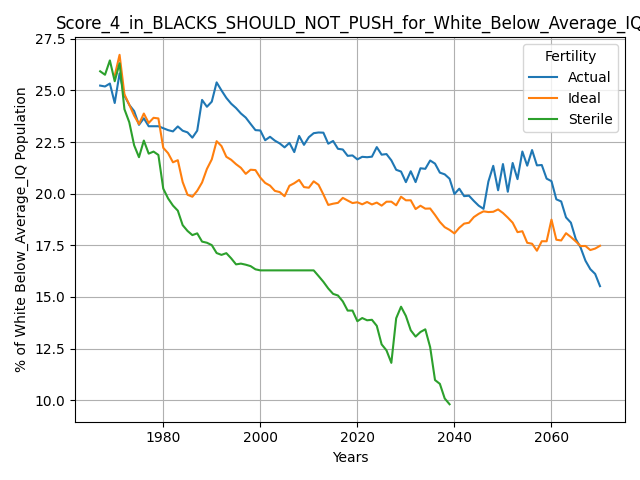 Score_4_in_BLACKS_SHOULD_NOT_PUSH_for_White_Below_Average_IQ
27.5
25.0
22.5
20.0
17.5
15.0
12.5
10.0
% of White Below_Average_IQ Population
Fertility
Actual
Ideal
Sterile
1980
2000
2020
2040
2060
Years